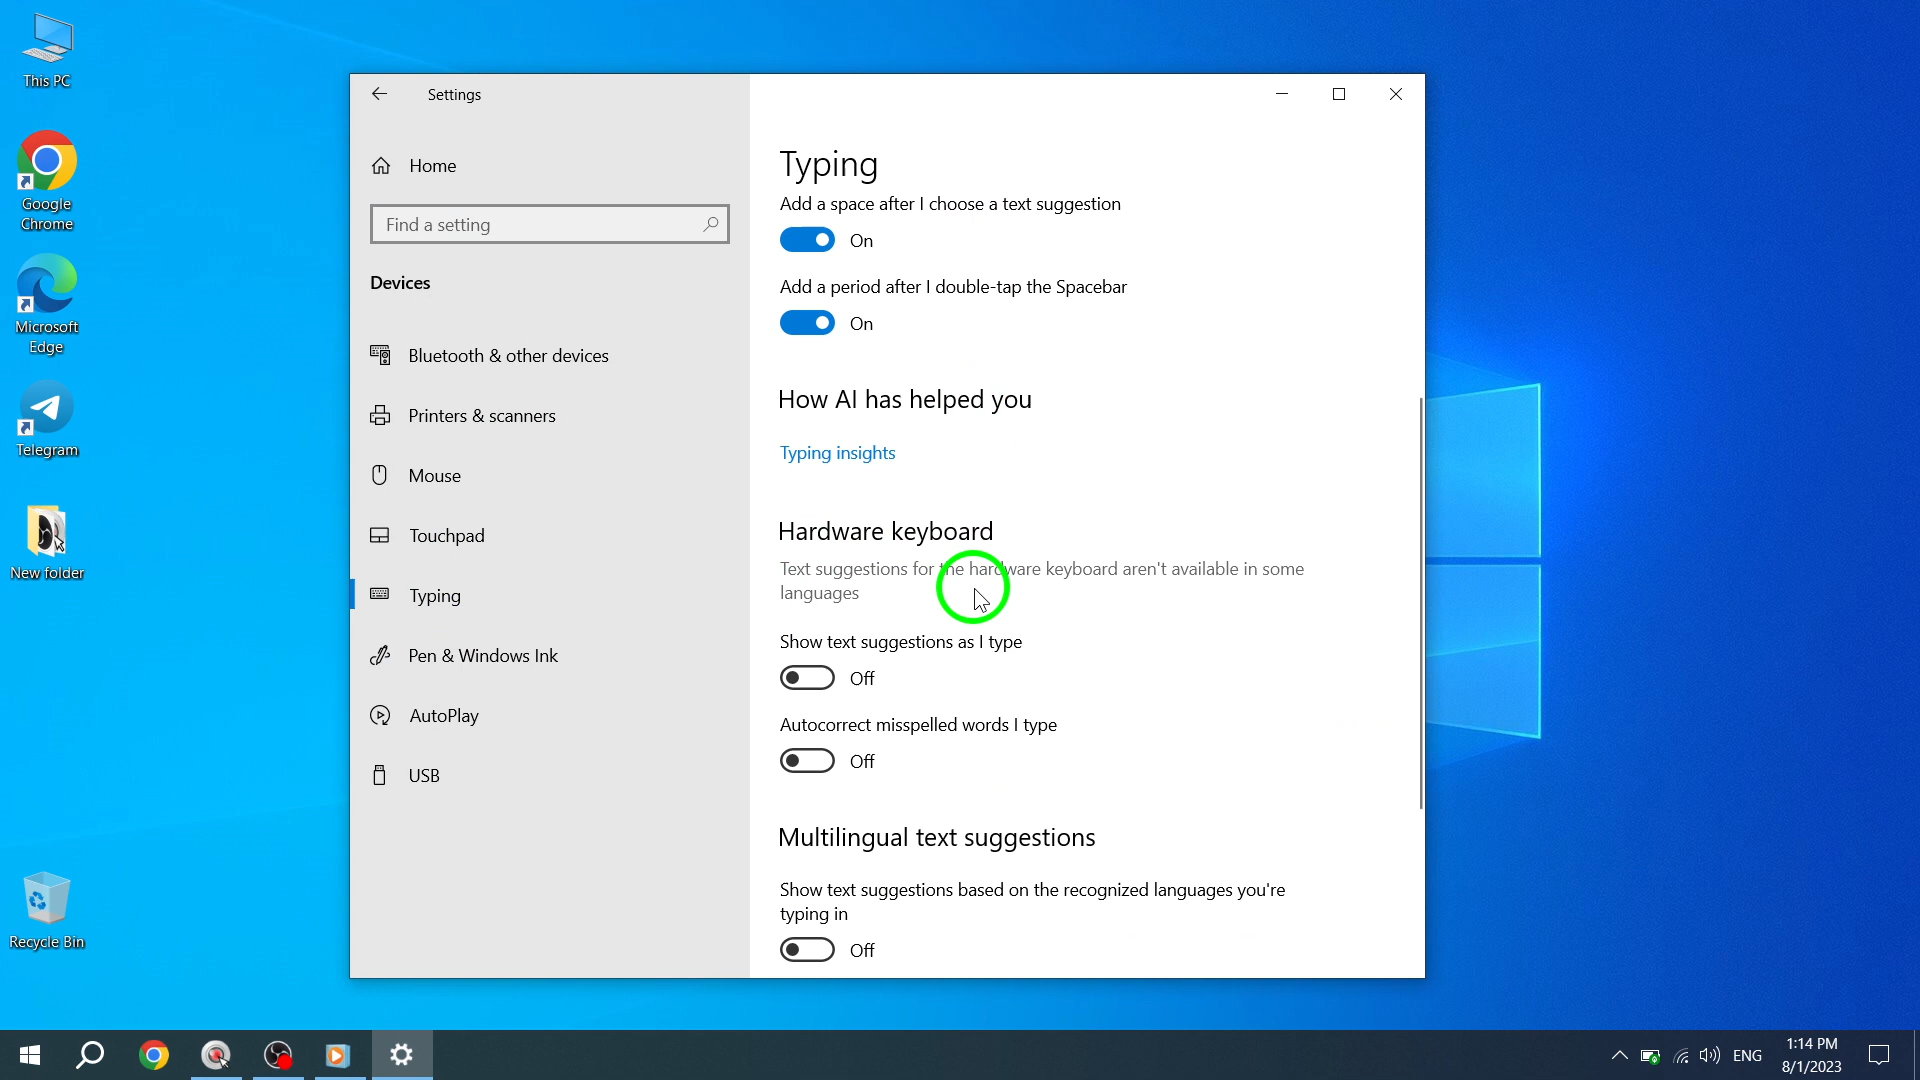 This PC
Google
Chrome
Microsoft
Edge
Telegram
New folder
Recycle Bin
Settings
Home
Find a setting
Devices
Bluetooth & other devices
Printers & scanners
Mouse
Touchpad
Typing
Pen & Windows Ink
AutoPlay
USB
Typing
Add a space after I choose a text suggestion
On
Add a period after I double-tap the Spacebar
On
How AI has helped you
Typing insights
Hardware keyboard
Text suggestions for the hardware keyboard aren't available in some
languages
Show text suggestions as I type
Off
Autocorrect misspelled words I type
Off
Multilingual text suggestions
Show text suggestions based on the recognized languages you're
typing in
Off
ENG
1:14 PM
8/1/2023